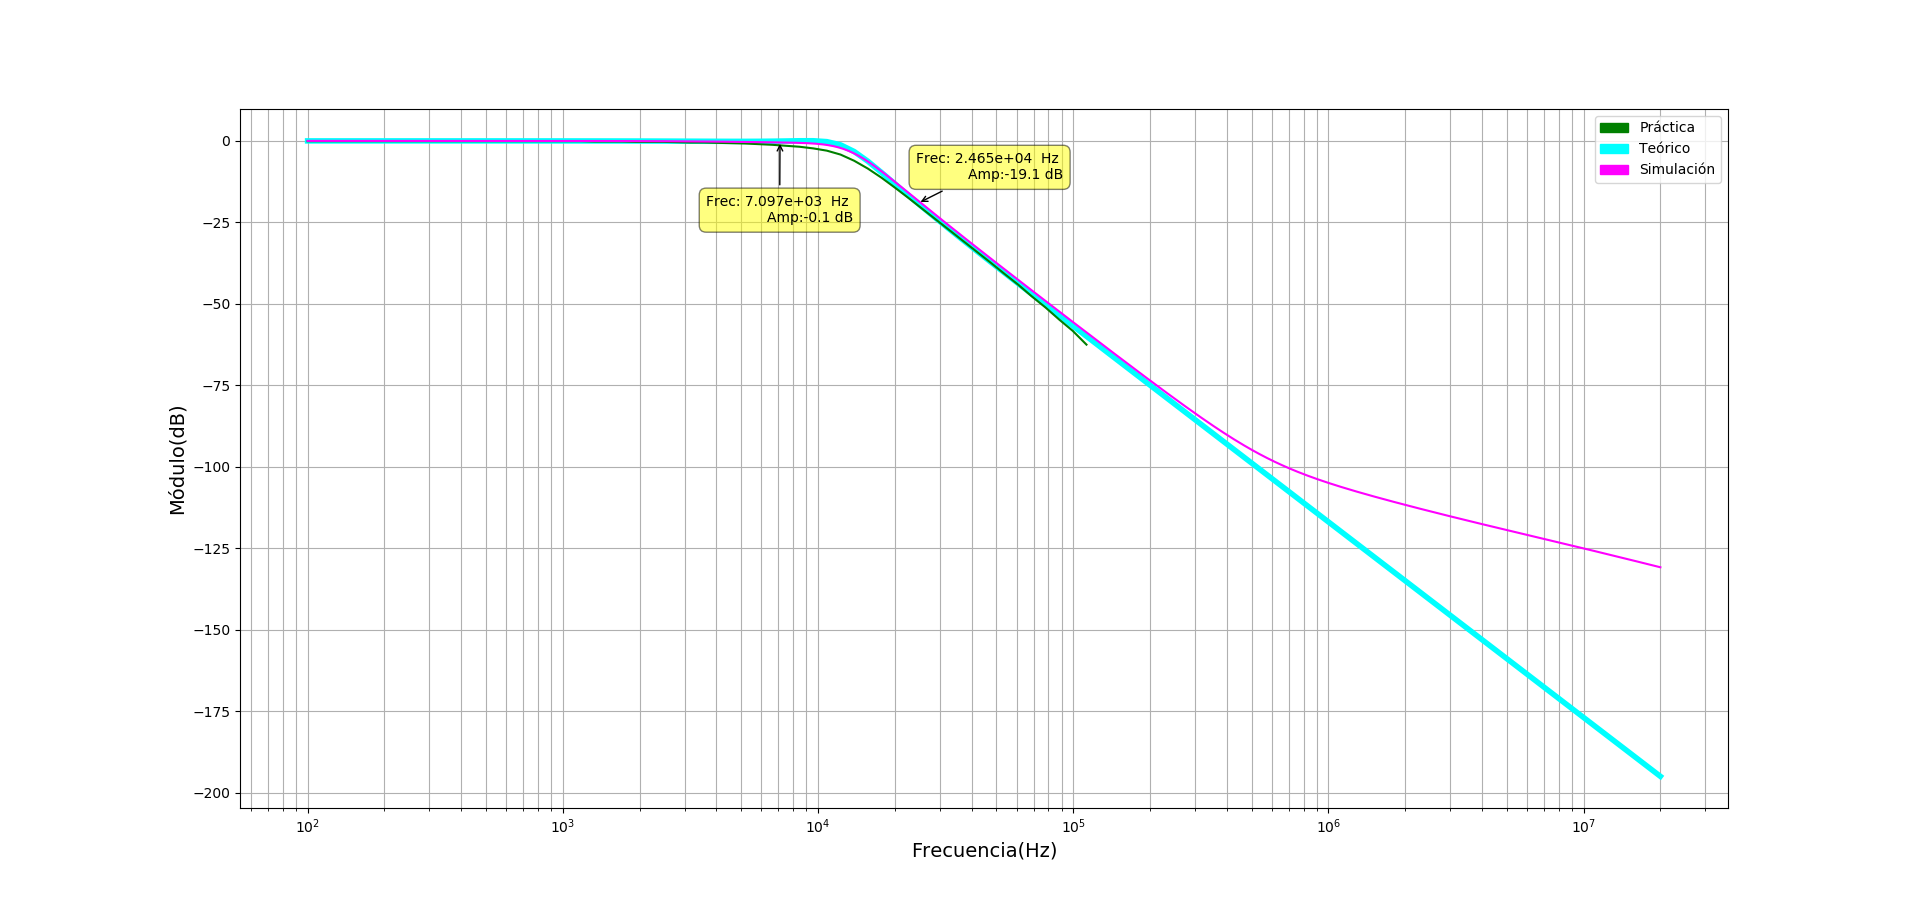 Práctica
Teórico
Simulación
Frec: 2.465e+04 Hz
Amp:-19.1 dB
Frec: 7.097e+03 Hz
Amp:-0.1 dB
0
−25
−50
−75
−100
−125
−150
−175
−200
Módulo(dB)
10² 10³ 10⁴ 10⁵ 10⁶ 10⁷
Frecuencia(Hz)